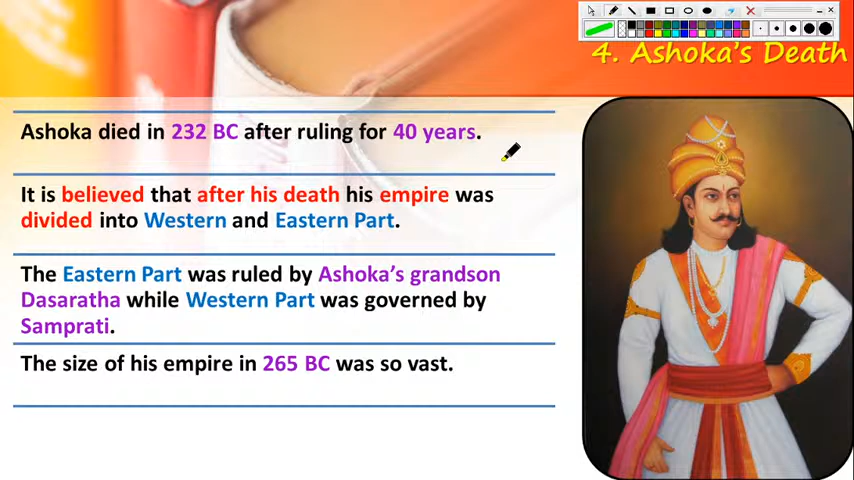 4. Ashoka's Death
Ashoka died in 232 BC after ruling for 40 years.
It is believed that after his death his empire was
divided into Western and Eastern Part.
The Eastern Part was ruled by Ashoka's grandson
Dasaratha while Western Part was governed by
Samprati.
The size of his empire in 265 BC was so vast.